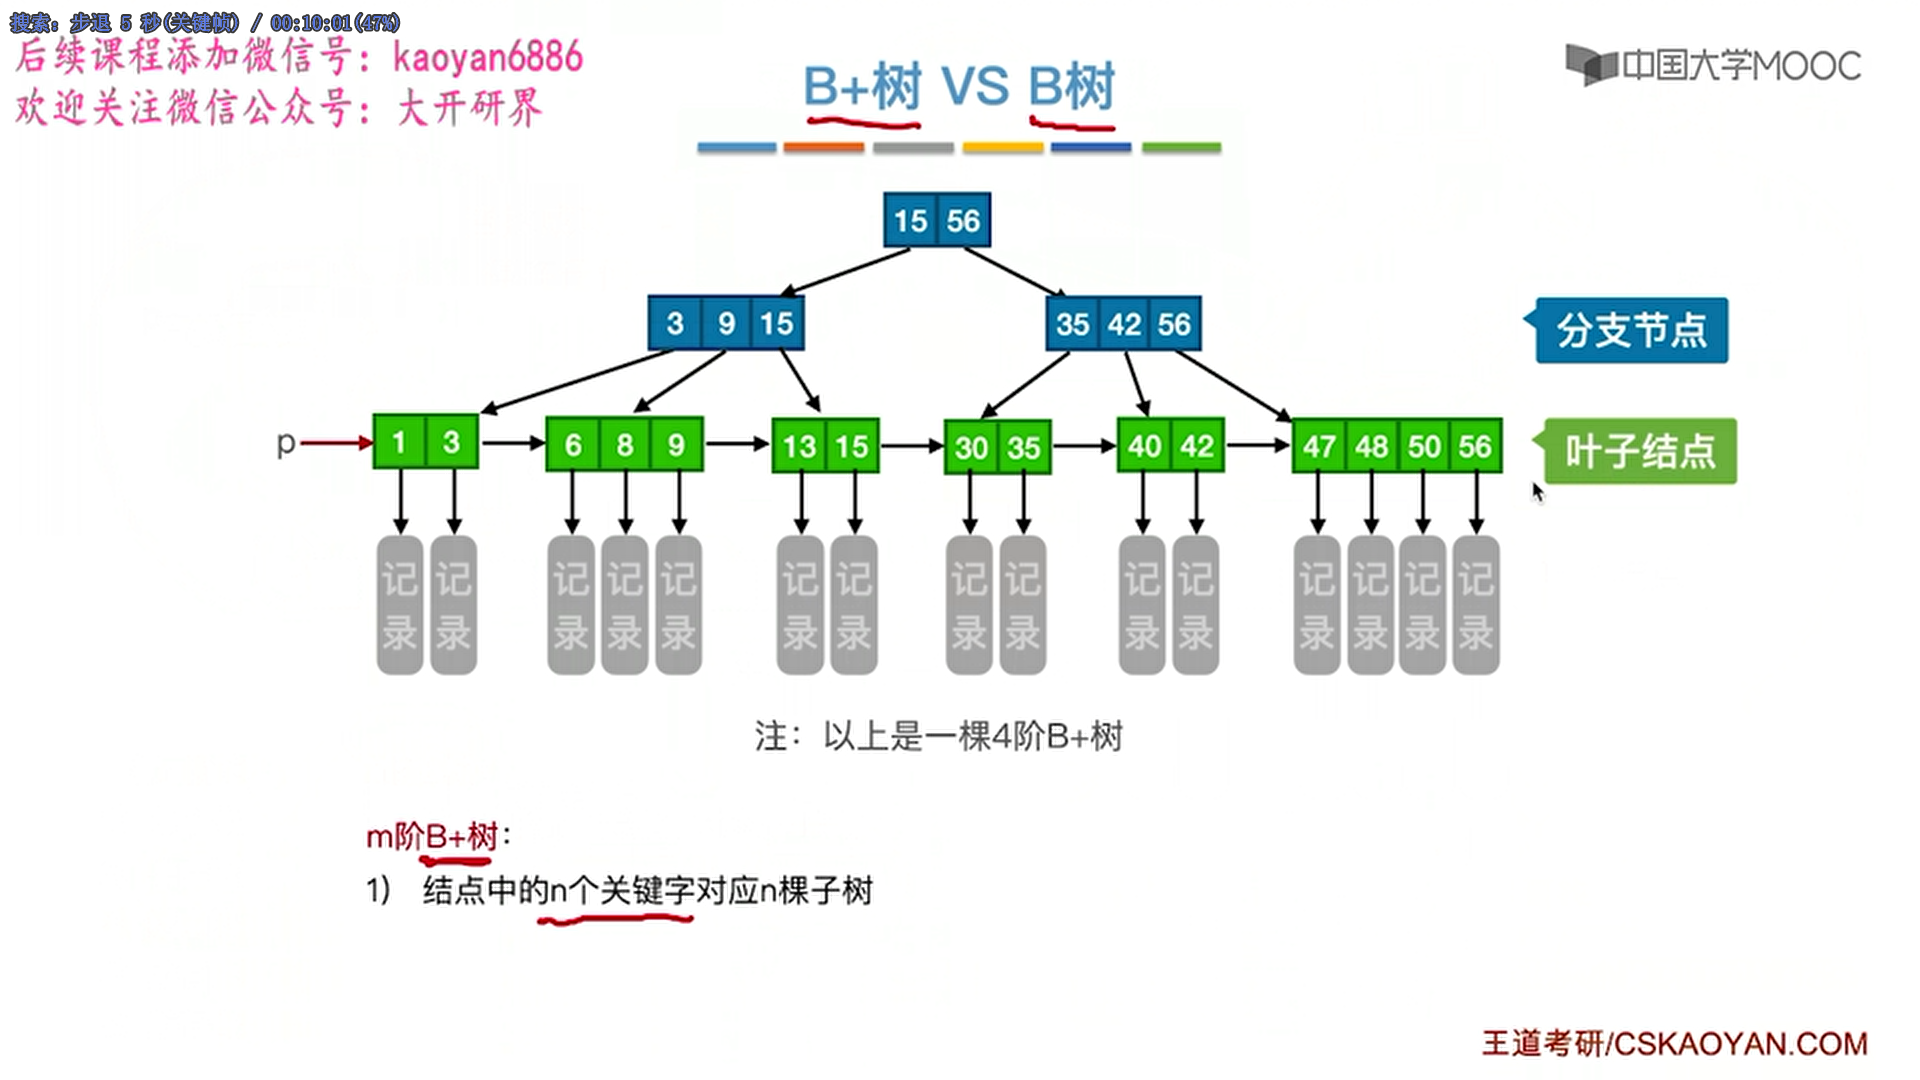 搜索: 步退 5 秒(关键帧) / 00:10:01(47%)
后续课程添加微信号：kaoyan6886
欢迎关注微信公众号：大开研界
中国大学MOOC
B+树 VS B树
15 56
3 9 15
35 42 56
分支节点
p
1 3
6 8 9
13 15
30 35
40 42
47 48 50 56
叶子结点
记录 记录 记录 记录 记录 记录 记录 记录 记录 记录 记录 记录 记录 记录 记录
注：以上是一棵4阶B+树
m阶B+树：
1) 结点中的n个关键字对应n棵子树
王道考研/CSKAOYAN.COM